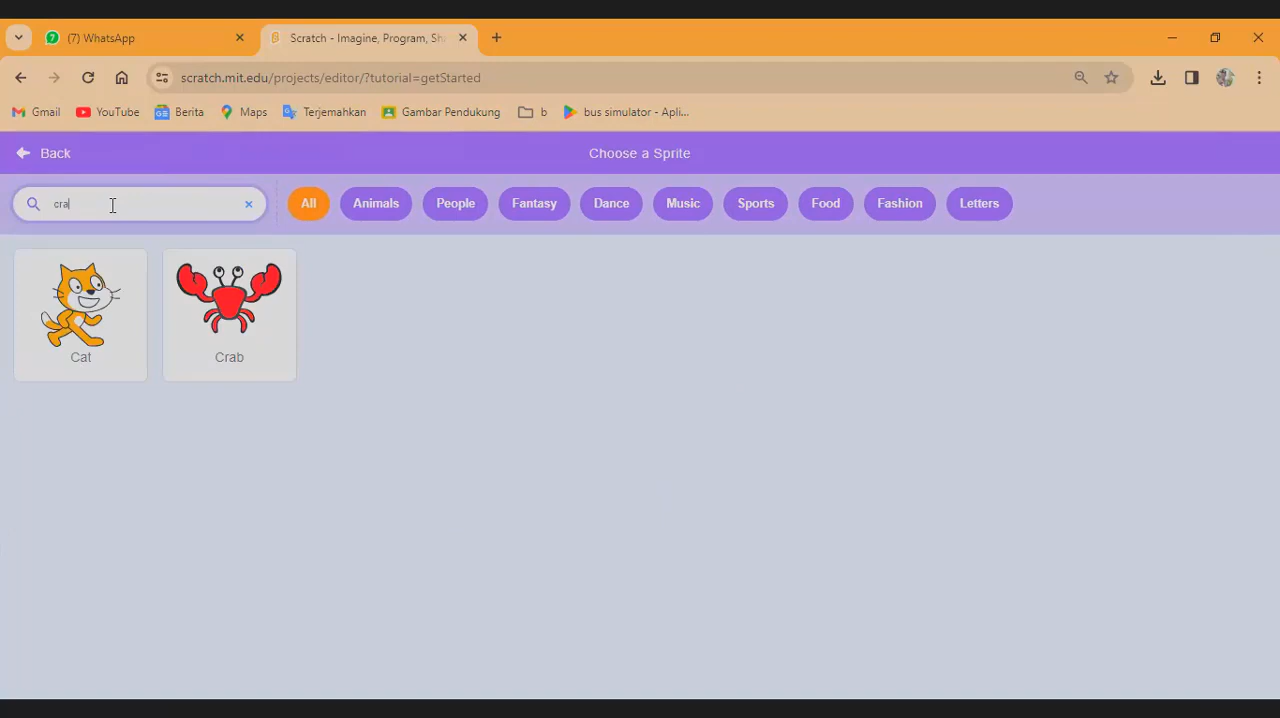 7 (7) WhatsApp
Scratch - Imagine, Program, Sh
scratch.mit.edu/projects/editor/?tutorial=getStarted
Gmail YouTube Berita Maps Terjemahkan Gambar Pendukung b bus simulator - Apli...
Back Choose a Sprite
cra All Animals People Fantasy Dance Music Sports Food Fashion Letters
Cat Crab